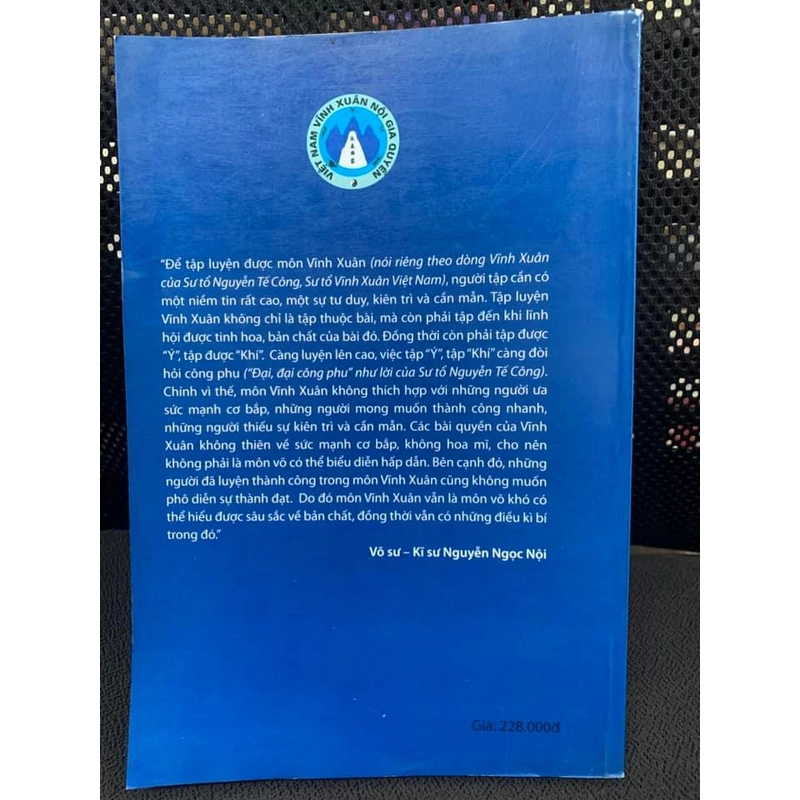 VIỆT NAM VĨNH XUÂN NỘI GIA QUYỀN
“Để tập luyện được môn Vĩnh Xuân (nói riêng theo dòng Vĩnh Xuân
của Sư tổ Nguyễn Tế Công, Sư tổ Vĩnh Xuân Việt Nam), người tập cần có
một niềm tin rất cao, một sự tư duy, kiên trì và cần mẫn. Tập luyện
Vĩnh Xuân không chỉ là tập thuộc bài, mà còn phải tập đến khi lĩnh
hội được tinh hoa, bản chất của bài đó. Đồng thời còn phải tập được
“Ý”, tập được “Khí”. Càng luyện lên cao, việc tập “Ý”, tập “Khí” càng đòi
hỏi công phu (“Đại, đại công phu” như lời của Sư tổ Nguyễn Tế Công).
Chính vì thế, môn Vĩnh Xuân không thích hợp với những người ưa
sức mạnh cơ bắp, những người mong muốn thành công nhanh,
những người thiếu sự kiên trì và cần mẫn. Các bài quyền của Vĩnh
Xuân không thiên về sức mạnh cơ bắp, không hoa mĩ, cho nên
không phải là môn võ có thể biểu diễn hấp dẫn. Bên cạnh đó, những
người đã luyện thành công trong môn Vĩnh Xuân cũng không muốn
phô diễn sự thành đạt. Do đó môn Vĩnh Xuân vẫn là môn võ khó có
thể hiểu được sâu sắc về bản chất, đồng thời vẫn có những điều kì bí
trong đó.”
Võ sư – Kĩ sư Nguyễn Ngọc Nội
Giá: 228.000đ